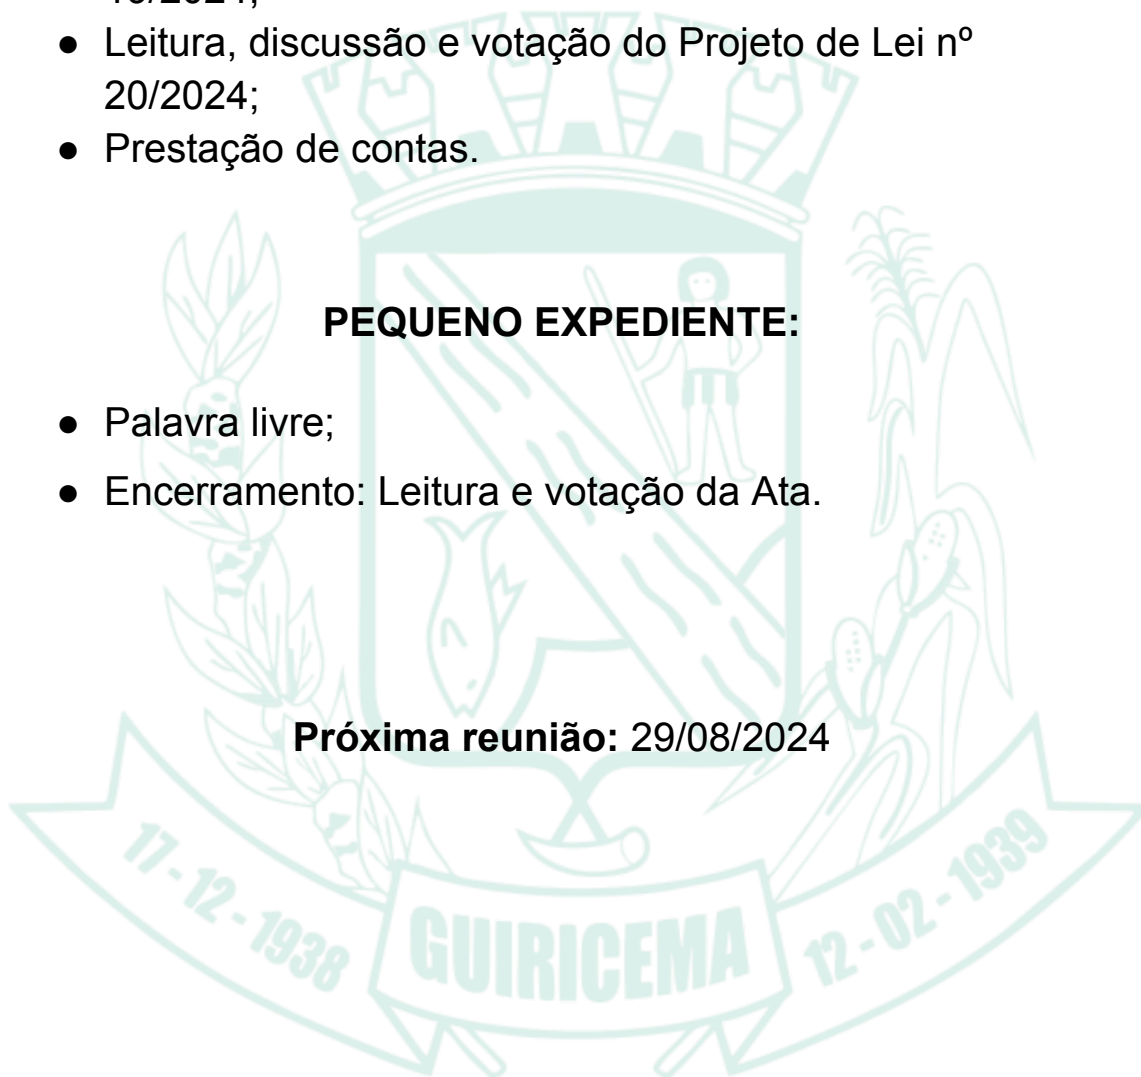 ● Leitura, discussão e votação do Projeto de Lei nº
20/2024;
● Prestação de contas.
PEQUENO EXPEDIENTE:
● Palavra livre;
● Encerramento: Leitura e votação da Ata.
Próxima reunião: 29/08/2024
17-12-1938
GUIRICEMA
12-02-1939